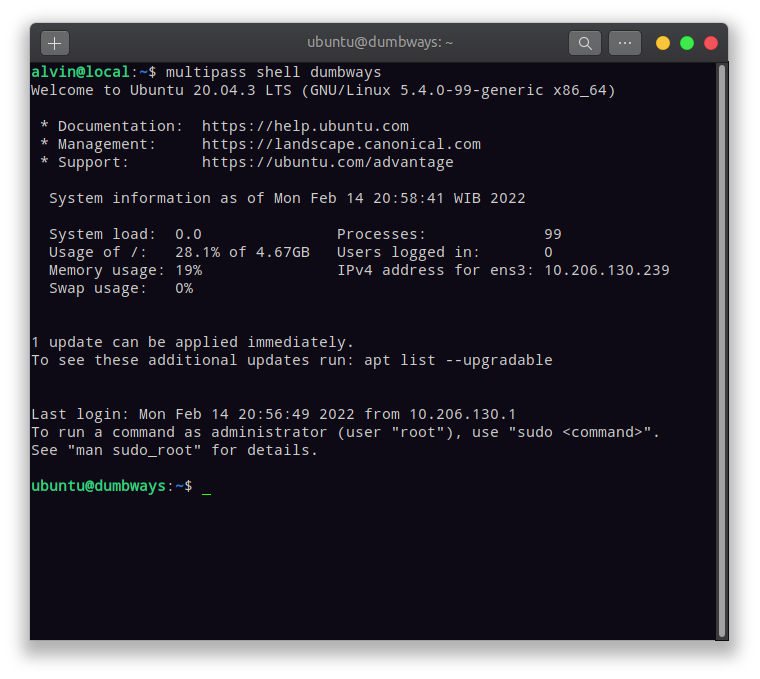 ubuntu@dumbways: ~
alvin@local:~$ multipass shell dumbways
Welcome to Ubuntu 20.04.3 LTS (GNU/Linux 5.4.0-99-generic x86_64)
* Documentation:  https://help.ubuntu.com
* Management:     https://landscape.canonical.com
* Support:        https://ubuntu.com/advantage
System information as of Mon Feb 14 20:58:41 WIB 2022
System load:  0.0               Processes:             99
Usage of /:   28.1% of 4.67GB   Users logged in:       0
Memory usage: 19%               IPv4 address for ens3: 10.206.130.239
Swap usage:   0%
1 update can be applied immediately.
To see these additional updates run: apt list --upgradable
Last login: Mon Feb 14 20:56:49 2022 from 10.206.130.1
To run a command as administrator (user "root"), use "sudo <command>".
See "man sudo_root" for details.
ubuntu@dumbways:~$ _